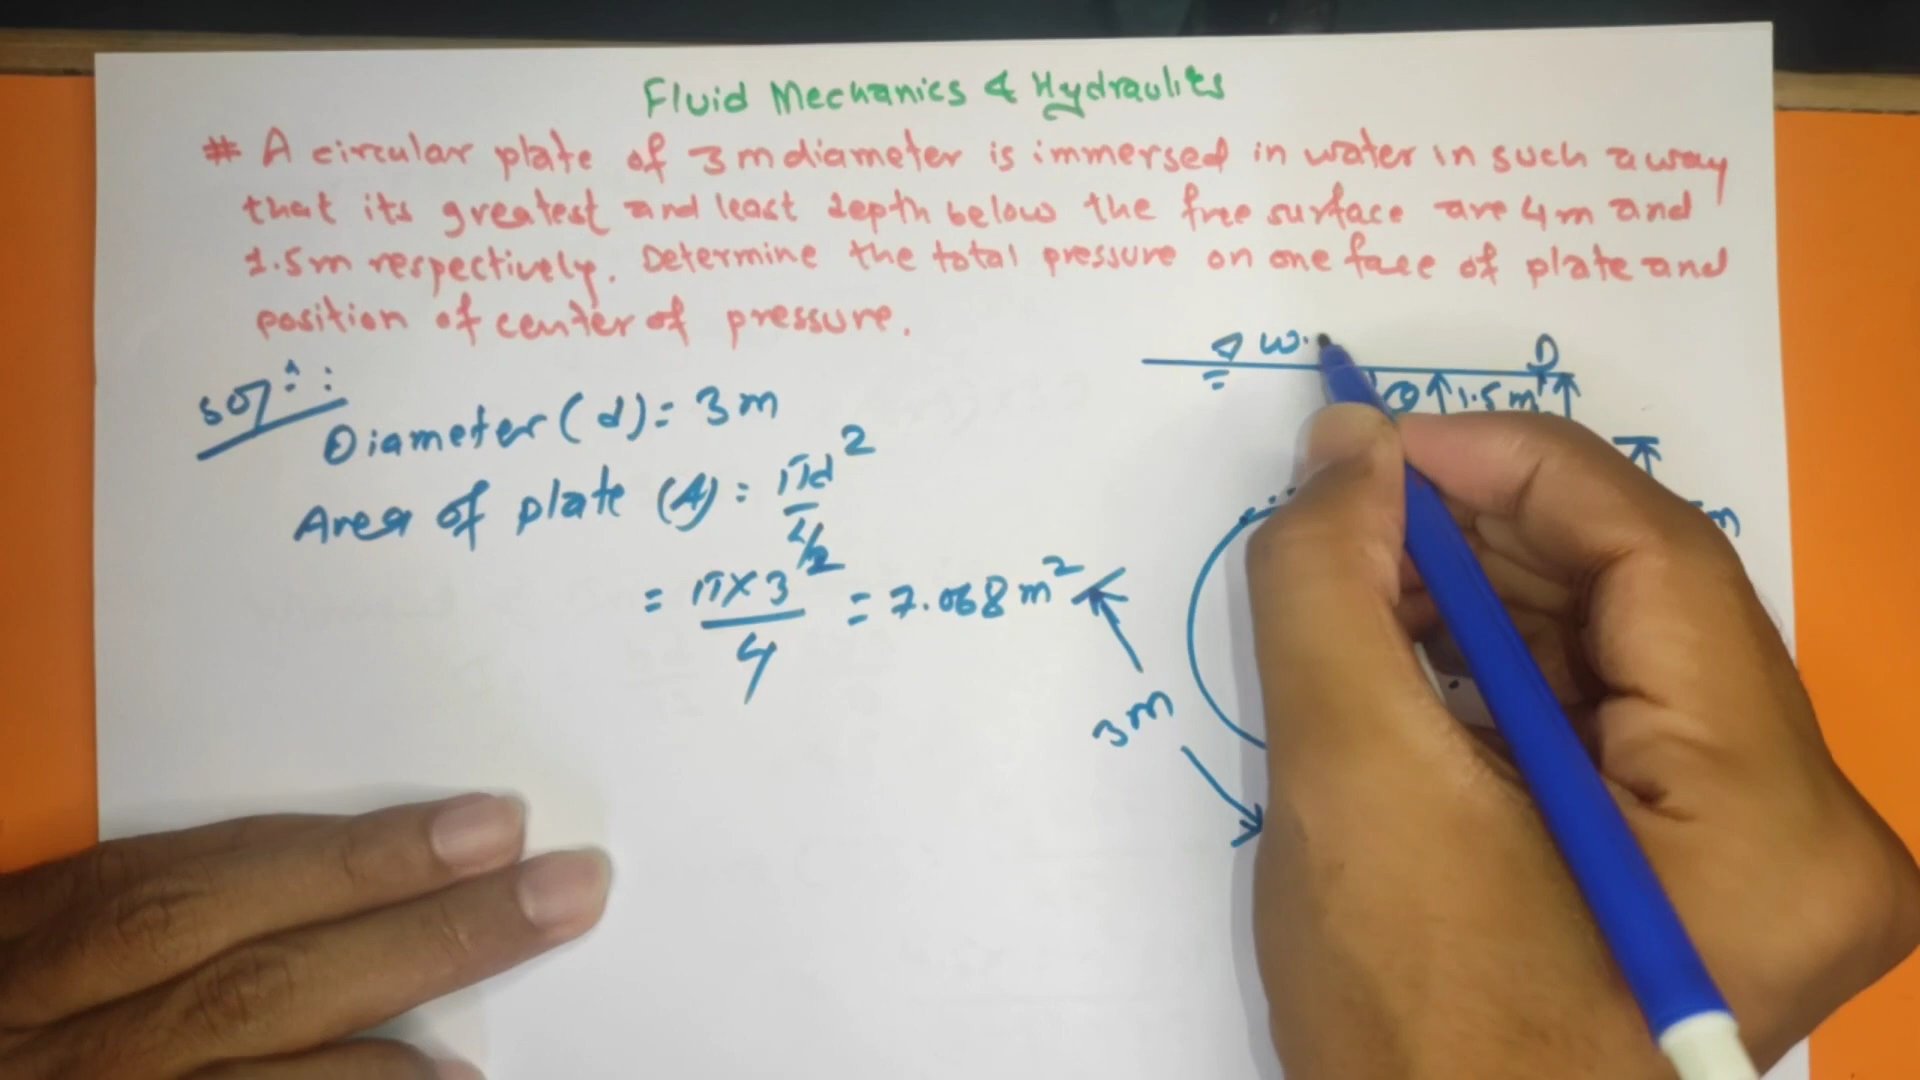 Fluid Mechanics & Hydraulics
# A circular plate of 3 m diameter is immersed in water in such a way
that its greatest and least depth below the free surface are 4m and
1.5m respectively. Determine the total pressure on one face of plate and
position of center of pressure.
W.
D
θ 1.5m
Solⁿ:
Diameter (d) = 3 m
Area of plate (A) = πd²/4
= π×3²/4 = 7.068 m²
3m
m